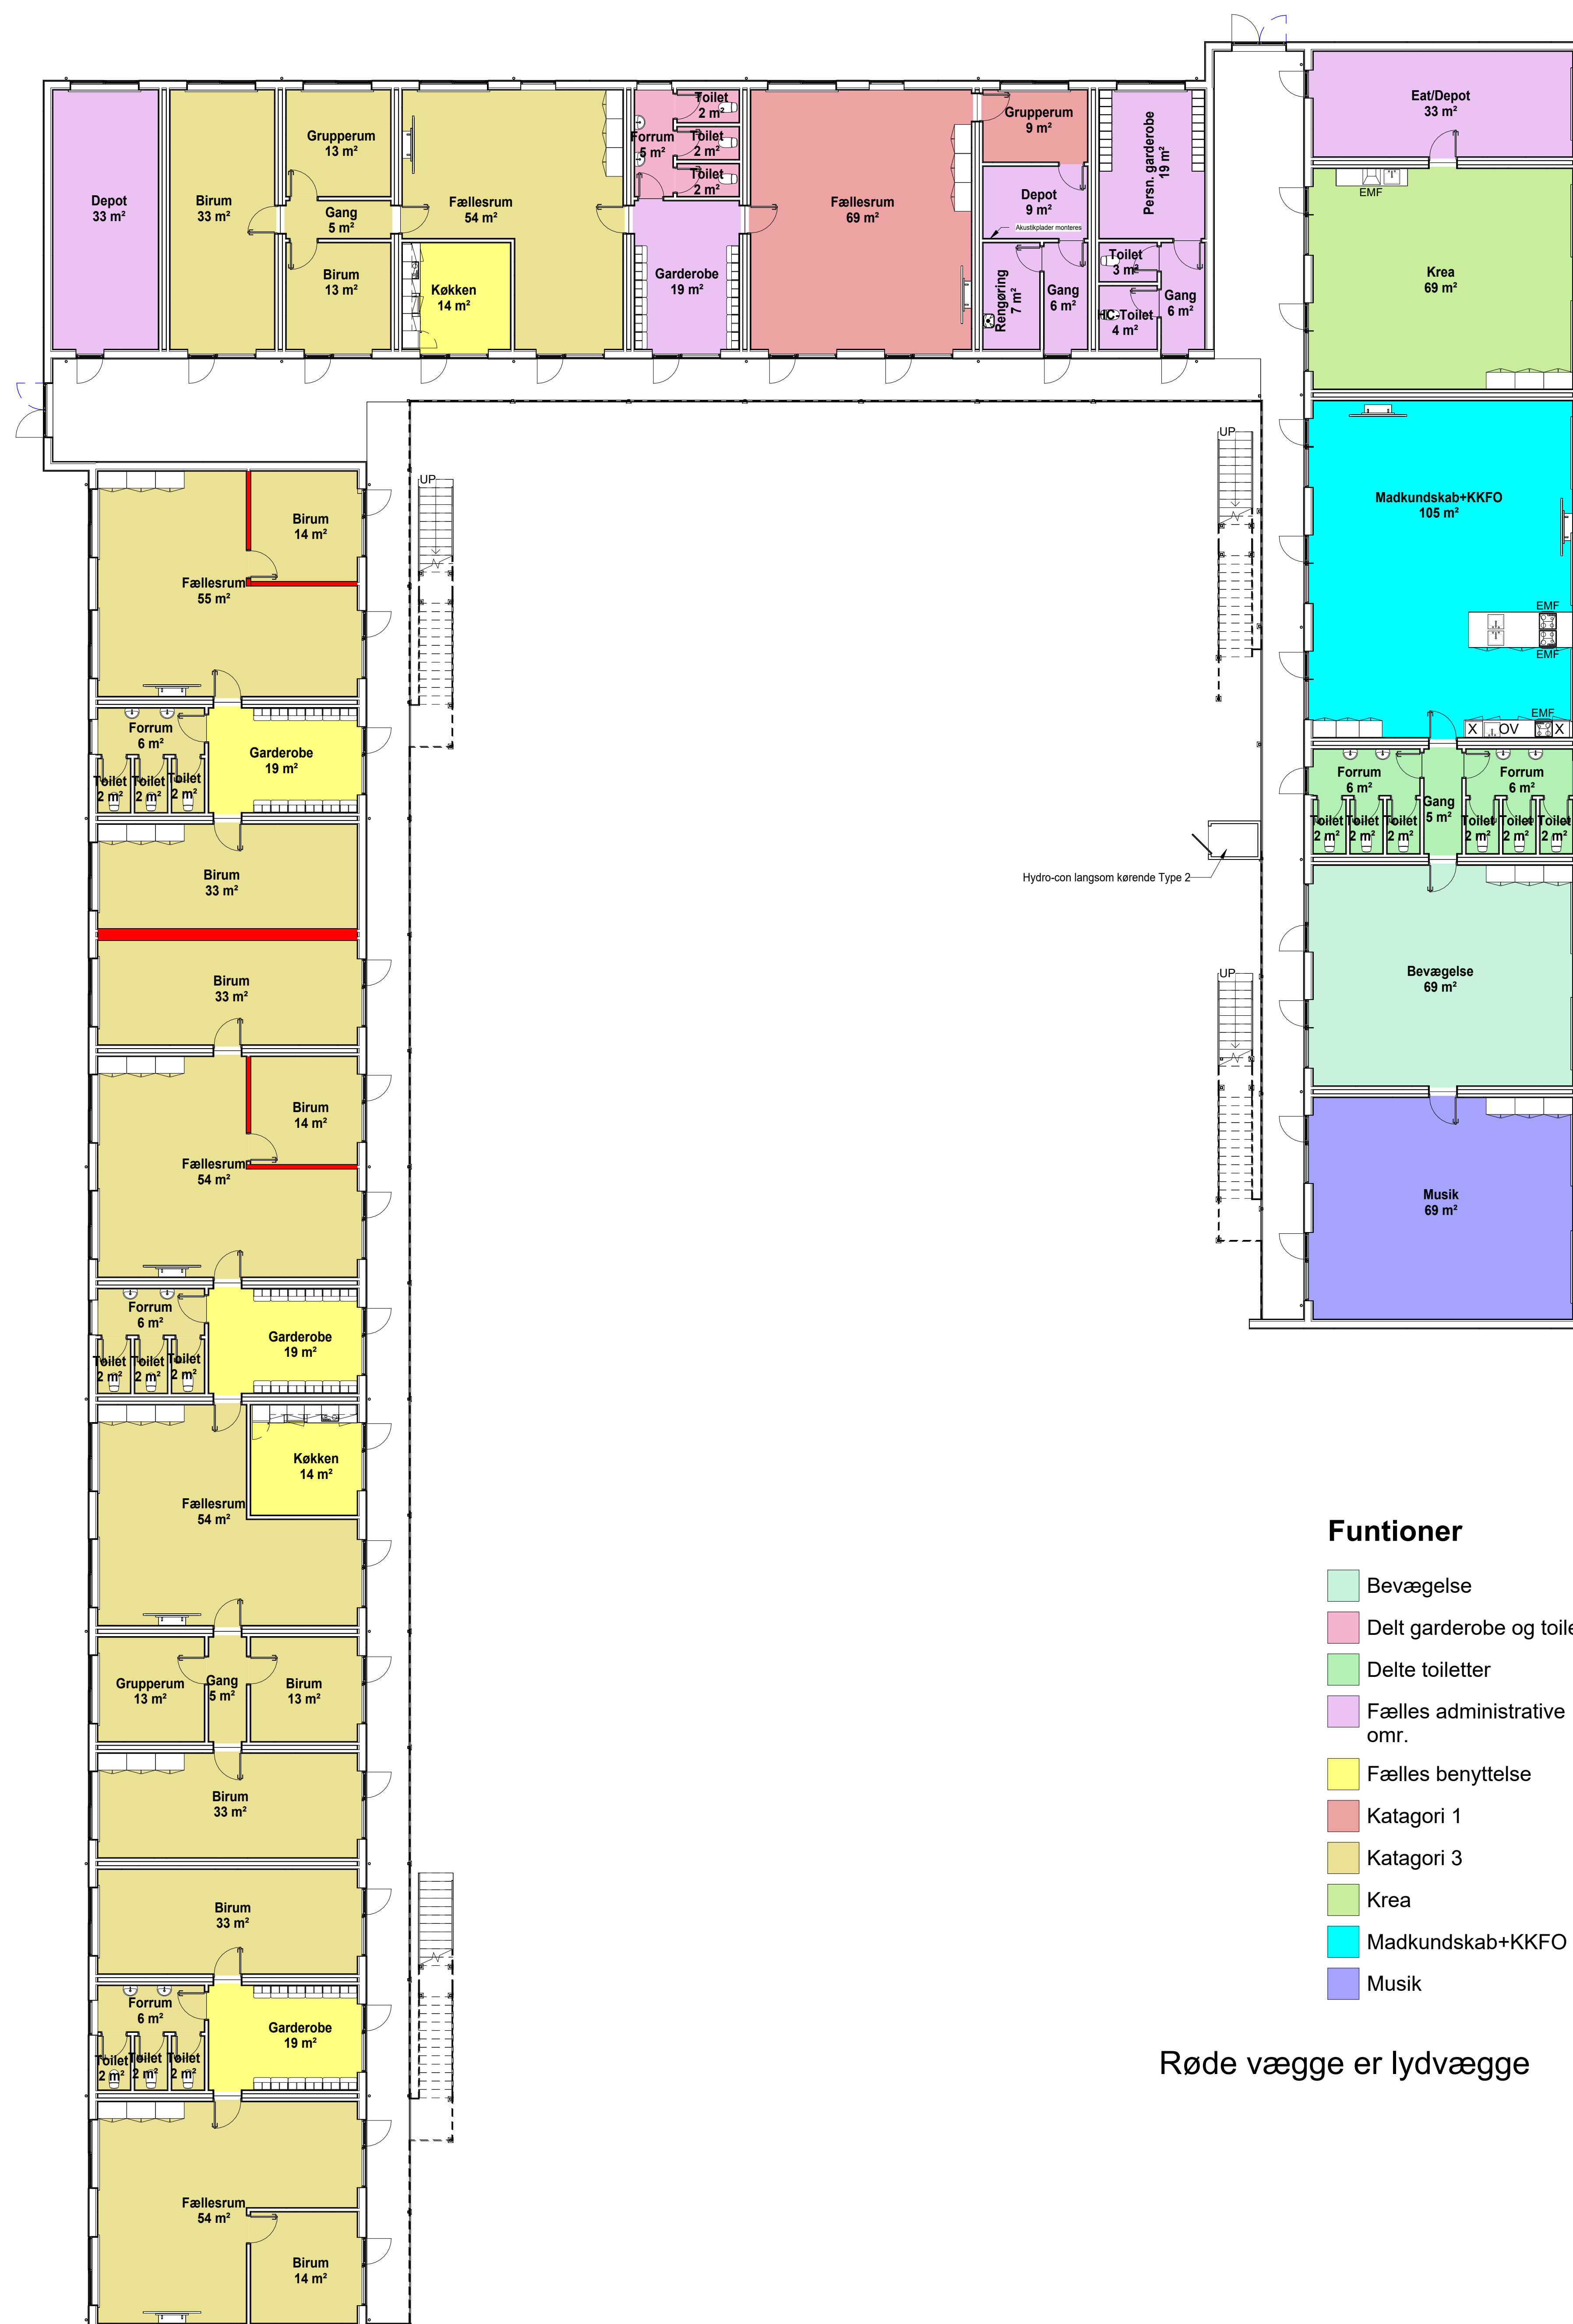 Eat/Depot
33 m²
EMF
Krea
69 m²
Depot
33 m²
Birum
33 m²
Grupperum
13 m²
Gang
5 m²
Birum
13 m²
Fællesrum
54 m²
Køkken
14 m²
Forrum
5 m²
Toilet
2 m²
Toilet
2 m²
Toilet
2 m²
Garderobe
19 m²
Fællesrum
69 m²
Grupperum
9 m²
Depot
9 m²
Akustikplader monteres
Rengøring
7 m²
Gang
6 m²
Persn. garderobe
19 m²
Toilet
3 m²
HC-Toilet
4 m²
Gang
6 m²
UP
UP
Madkundskab+KKFO
105 m²
EMF
EMF
EMF
X
OV
X
Birum
14 m²
Fællesrum
55 m²
Forrum
6 m²
Toilet
2 m²
Toilet
2 m²
Toilet
2 m²
Garderobe
19 m²
Forrum
6 m²
Gang
5 m²
Forrum
6 m²
Toilet
2 m²
Toilet
2 m²
Toilet
2 m²
Toilet
2 m²
Toilet
2 m²
Toilet
2 m²
Birum
33 m²
Hydro-con langsom kørende Type 2
Birum
33 m²
UP
Bevægelse
69 m²
Birum
14 m²
Fællesrum
54 m²
Musik
69 m²
Forrum
6 m²
Toilet
2 m²
Toilet
2 m²
Toilet
2 m²
Garderobe
19 m²
Køkken
14 m²
Fællesrum
54 m²
Grupperum
13 m²
Gang
5 m²
Birum
13 m²
Birum
33 m²
Birum
33 m²
Forrum
6 m²
Toilet
2 m²
Toilet
2 m²
Toilet
2 m²
Garderobe
19 m²
Fællesrum
54 m²
Birum
14 m²
Funtioner
Bevægelse
Delt garderobe og
Delte toiletter
Fælles administrative
omr.
Fælles benyttelse
Katagori 1
Katagori 3
Krea
Madkundskab+KKFO
Musik
Røde vægge er lydvægge